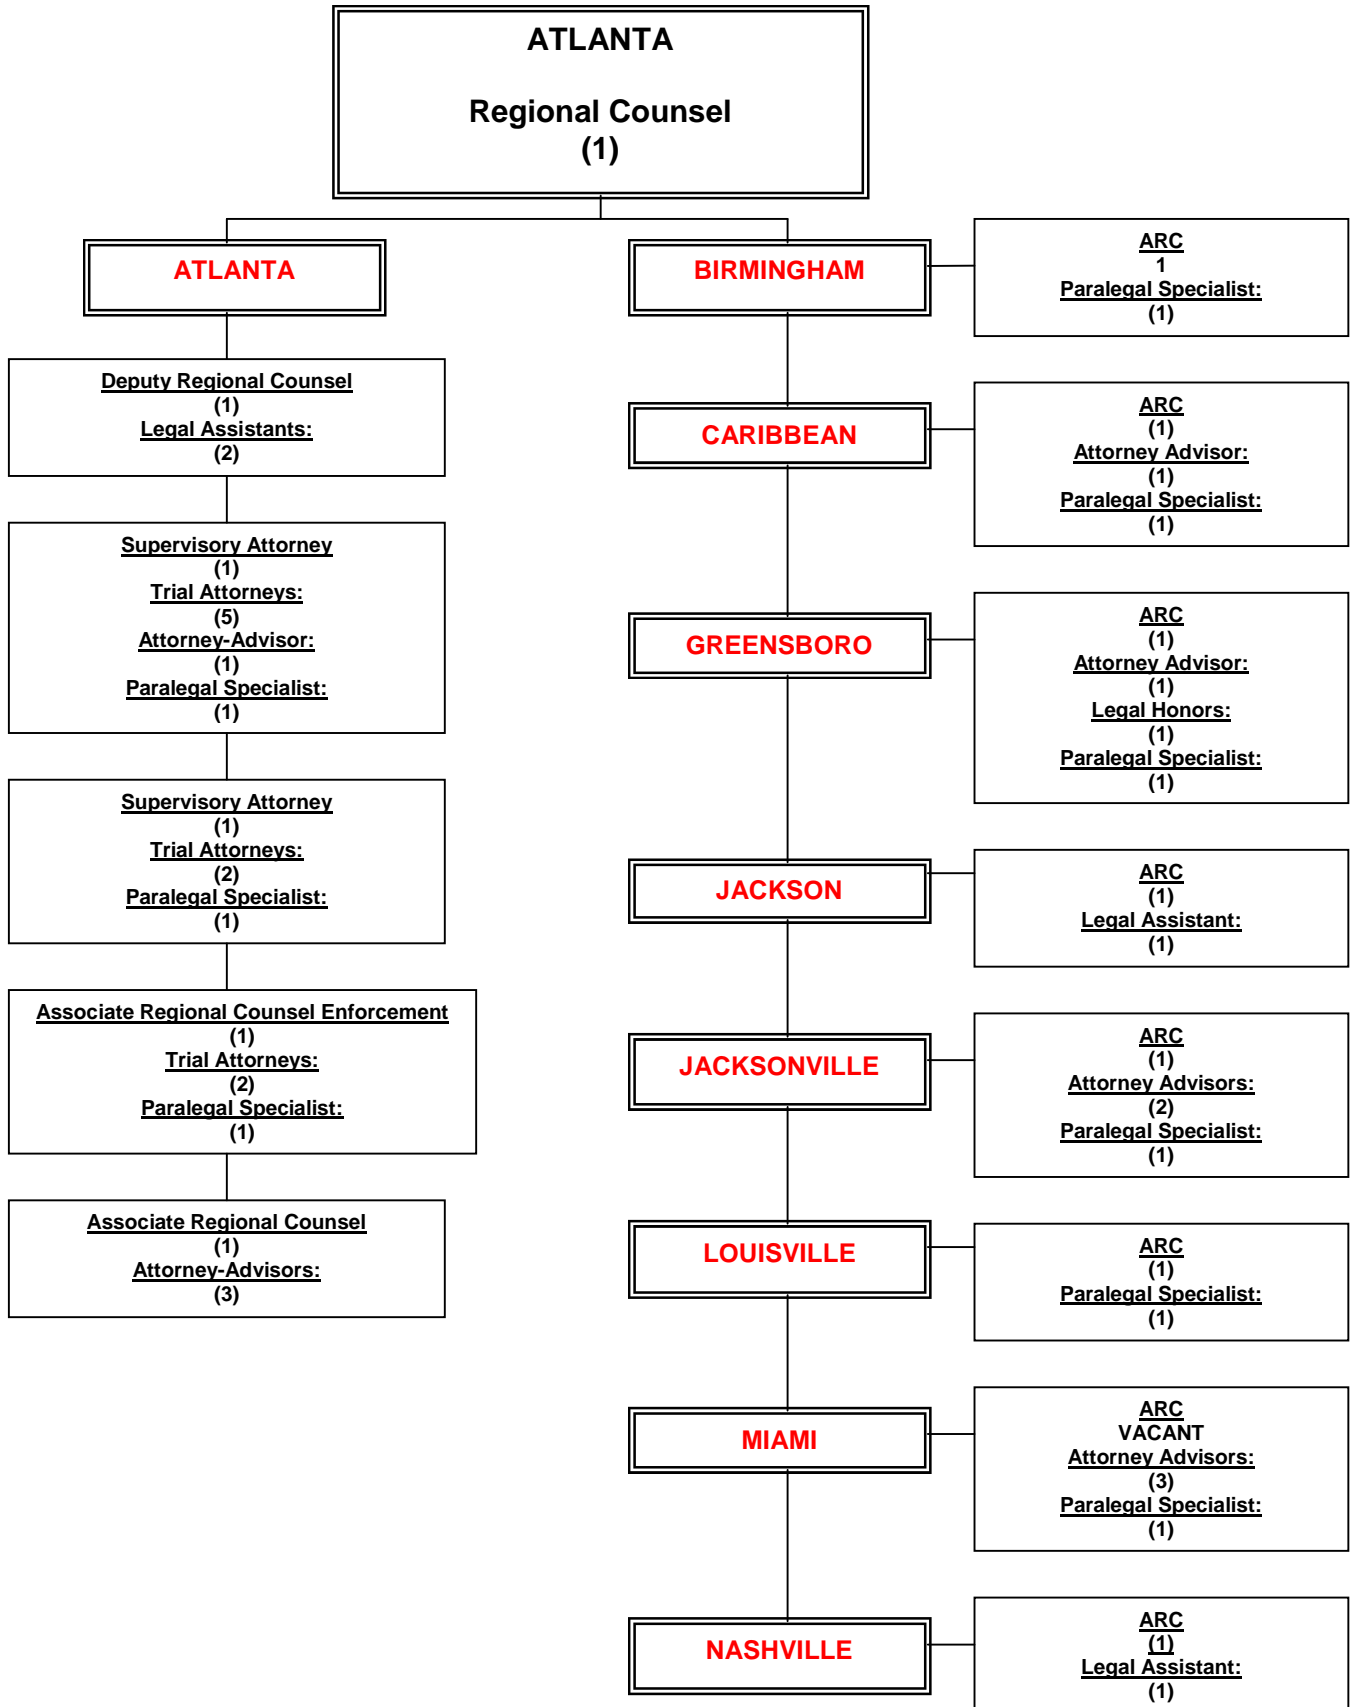 ATLANTA
Regional Counsel
(1)
ATLANTA
Deputy Regional Counsel
(1)
Legal Assistants:
(2)
Supervisory Attorney
(1)
Trial Attorneys:
(5)
Attorney-Advisor:
(1)
Paralegal Specialist:
(1)
Supervisory Attorney
(1)
Trial Attorneys:
(2)
Paralegal Specialist:
(1)
Associate Regional Counsel Enforcement
(1)
Trial Attorneys:
(2)
Paralegal Specialist:
(1)
Associate Regional Counsel
(1)
Attorney-Advisors:
(3)
BIRMINGHAM
ARC
1
Paralegal Specialist:
(1)
CARIBBEAN
ARC
(1)
Attorney Advisor:
(1)
Paralegal Specialist:
(1)
GREENSBORO
ARC
(1)
Attorney Advisor:
(1)
Legal Honors:
(1)
Paralegal Specialist:
(1)
JACKSON
ARC
(1)
Legal Assistant:
(1)
JACKSONVILLE
ARC
(1)
Attorney Advisors:
(2)
Paralegal Specialist:
(1)
LOUISVILLE
ARC
(1)
Paralegal Specialist:
(1)
MIAMI
ARC
VACANT
Attorney Advisors:
(3)
Paralegal Specialist:
(1)
NASHVILLE
ARC
(1)
Legal Assistant:
(1)